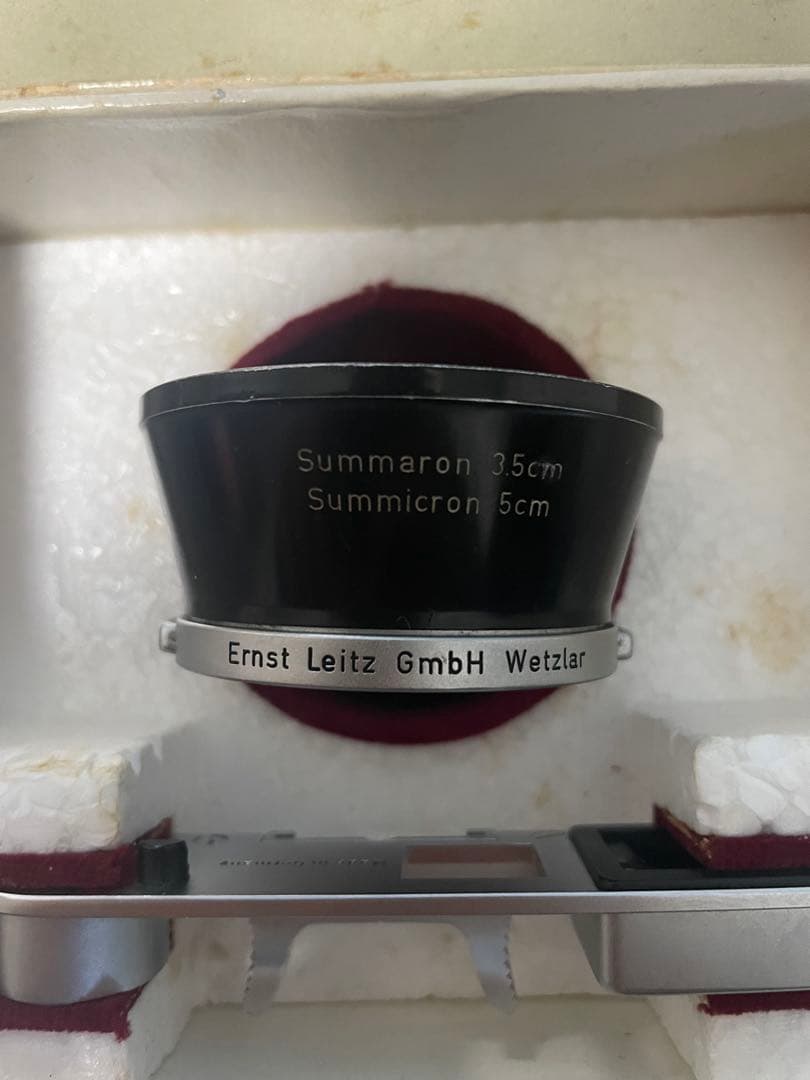 Summaron 3.5cm
Summicron 5cm
Ernst Leitz GmbH Wetzlar